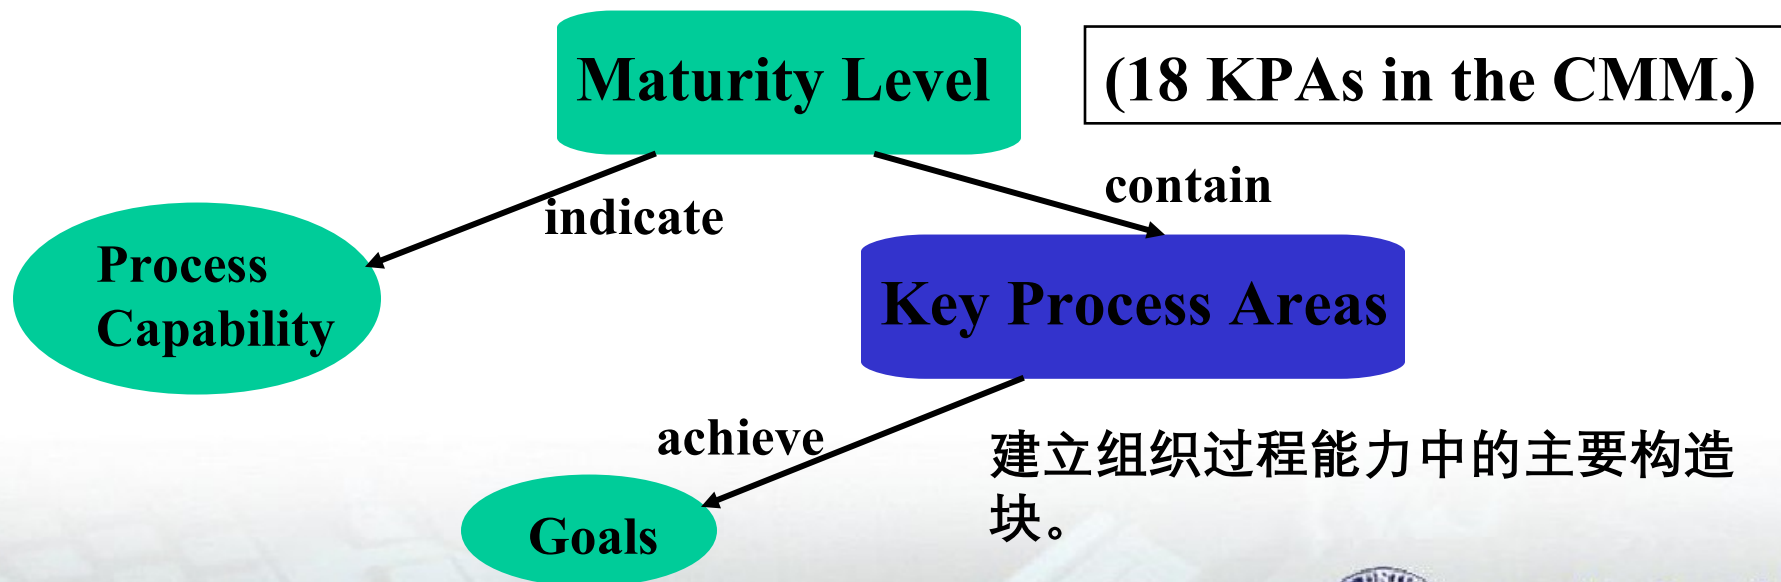 Maturity Level
(18 KPAs in the CMM.)
contain
indicate
Process
Capability
Key Process Areas
achieve
建立组织过程能力中的主要构造
块。
Goals